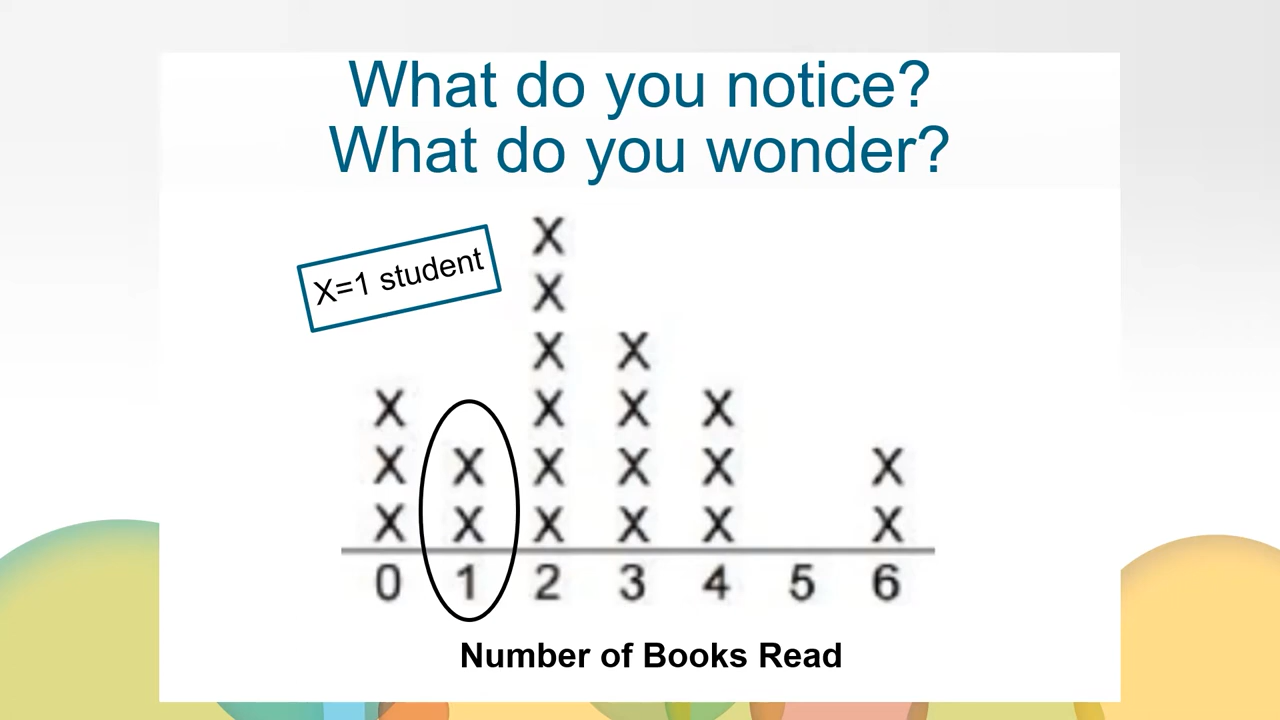 What do you notice?
What do you wonder?
X=1 student
X
X
X X
X X X
X X X X X X
X X X X X X
0 1 2 3 4 5 6
Number of Books Read